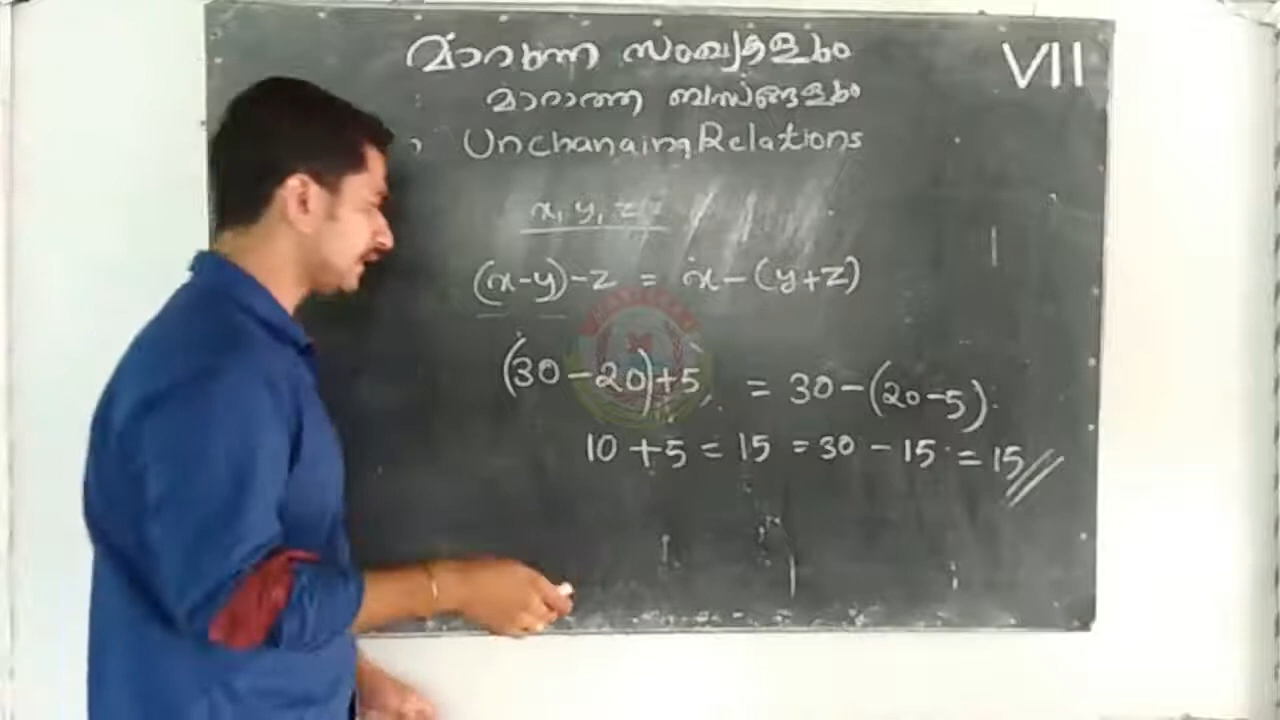 മാറുന്ന സംഖ്യകളും
VII
മാറാത്ത ബന്ധങ്ങളും
Unchanging Relations
x, y, z
(x-y)-z = x-(y+z)
(30-20)+5 = 30-(20-5)
10+5 = 15 = 30-15 = 15